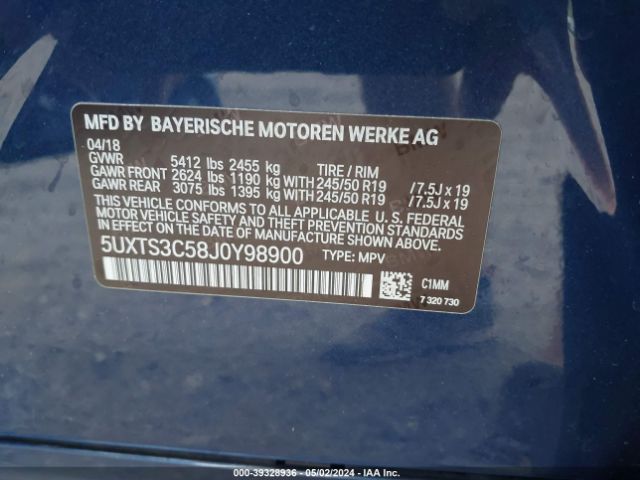 MFD BY BAYERISCHE MOTOREN WERKE AG
04/18
GVWR 5412 lbs 2455 kg TIRE / RIM
GAWR FRONT 2624 lbs 1190 kg WITH 245/50 R19 /7.5J x 19
GAWR REAR 3075 lbs 1395 kg WITH 245/50 R19 /7.5J x 19
THIS VEHICLE CONFORMS TO ALL APPLICABLE U.S. FEDERAL
MOTOR VEHICLE SAFETY AND THEFT PREVENTION STANDARDS
IN EFFECT ON THE DATE OF MANUFACTURE SHOWN ABOVE.
5UXTS3C58J0Y98900 TYPE: MPV
C1MM
7 320 730
000-39328936 - 05/02/2024 - IAA Inc.